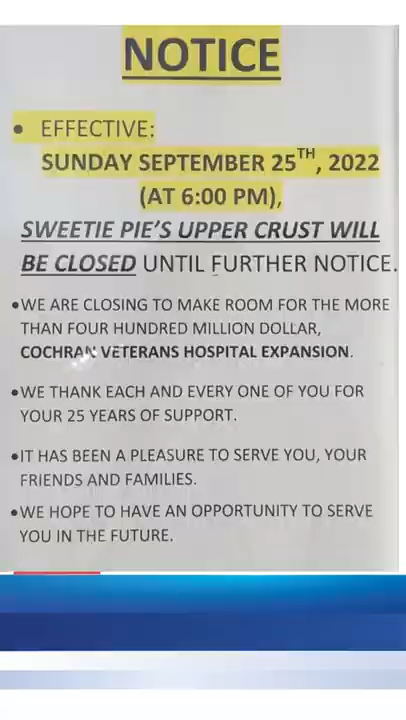 NOTICE
• EFFECTIVE:
SUNDAY SEPTEMBER 25TH, 2022
(AT 6:00 PM),
SWEETIE PIE'S UPPER CRUST WILL
BE CLOSED UNTIL FURTHER NOTICE.
•WE ARE CLOSING TO MAKE ROOM FOR THE MORE
THAN FOUR HUNDRED MILLION DOLLAR,
COCHRAN VETERANS HOSPITAL EXPANSION.
•WE THANK EACH AND EVERY ONE OF YOU FOR
YOUR 25 YEARS OF SUPPORT.
•IT HAS BEEN A PLEASURE TO SERVE YOU, YOUR
FRIENDS AND FAMILIES.
•WE HOPE TO HAVE AN OPPORTUNITY TO SERVE
YOU IN THE FUTURE.